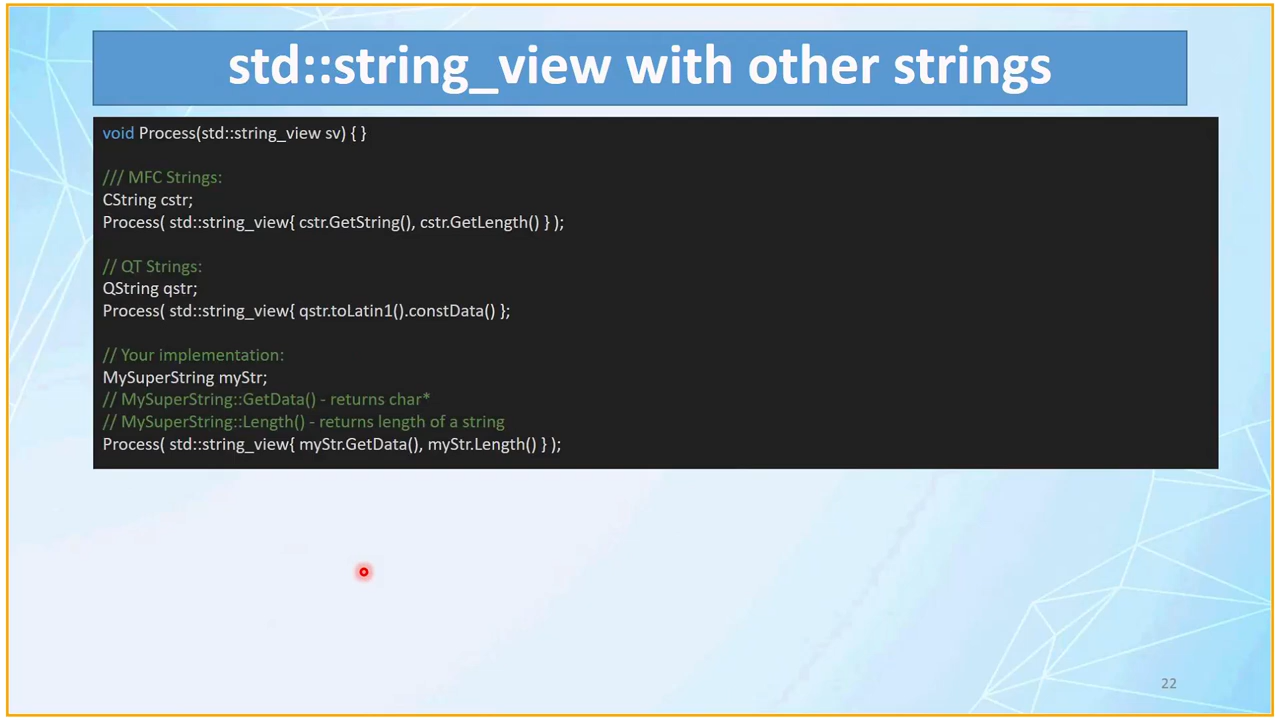 std::string_view with other strings
void Process(std::string_view sv) { }
/// MFC Strings:
CString cstr;
Process( std::string_view{ cstr.GetString(), cstr.GetLength() } );
// QT Strings:
QString qstr;
Process( std::string_view{ qstr.toLatin1().constData() };
// Your implementation:
MySuperString myStr;
// MySuperString::GetData() - returns char*
// MySuperString::Length() - returns length of a string
Process( std::string_view{ myStr.GetData(), myStr.Length() } );
22